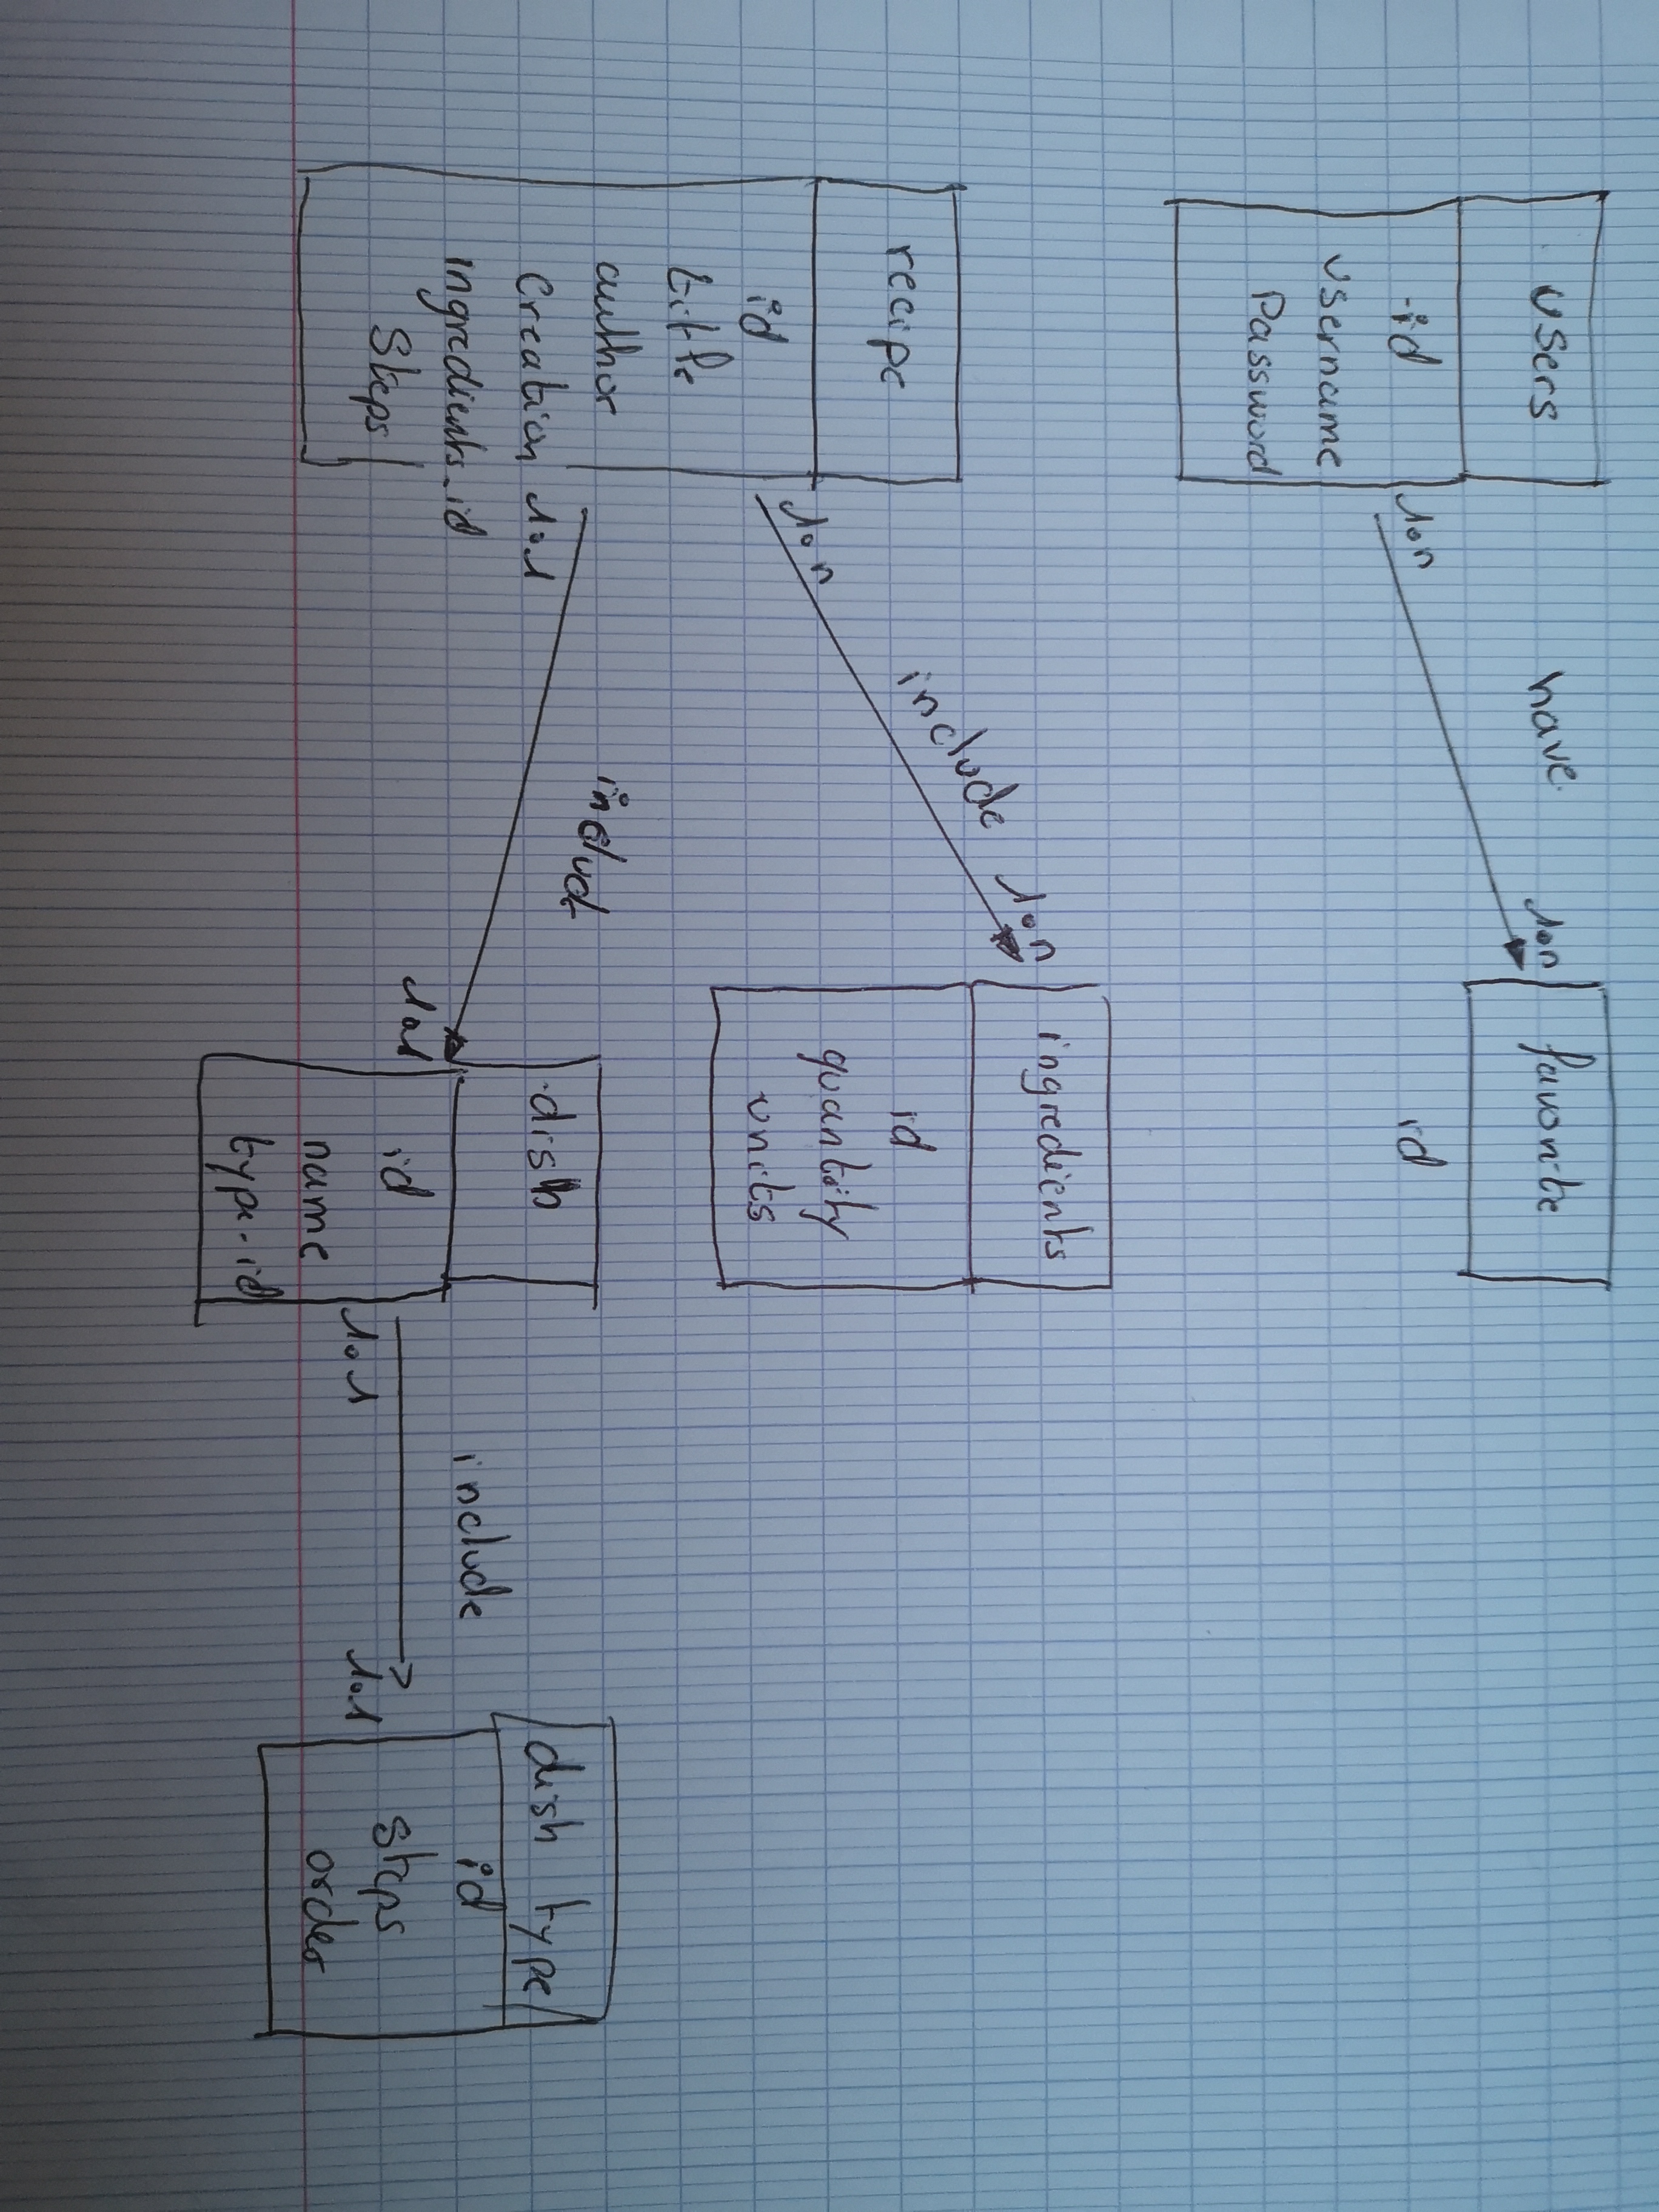 users
id
username
Password
1..n
have
1..n
favorite
id
recipe
id
title
author
Creation
ingredients_id
Steps
1..n
include
1..n
ingredients
id
quantity
units
1..1
include
1..1
dish
id
name
type-id
1..1
include
1..1
dish type
id
steps
order